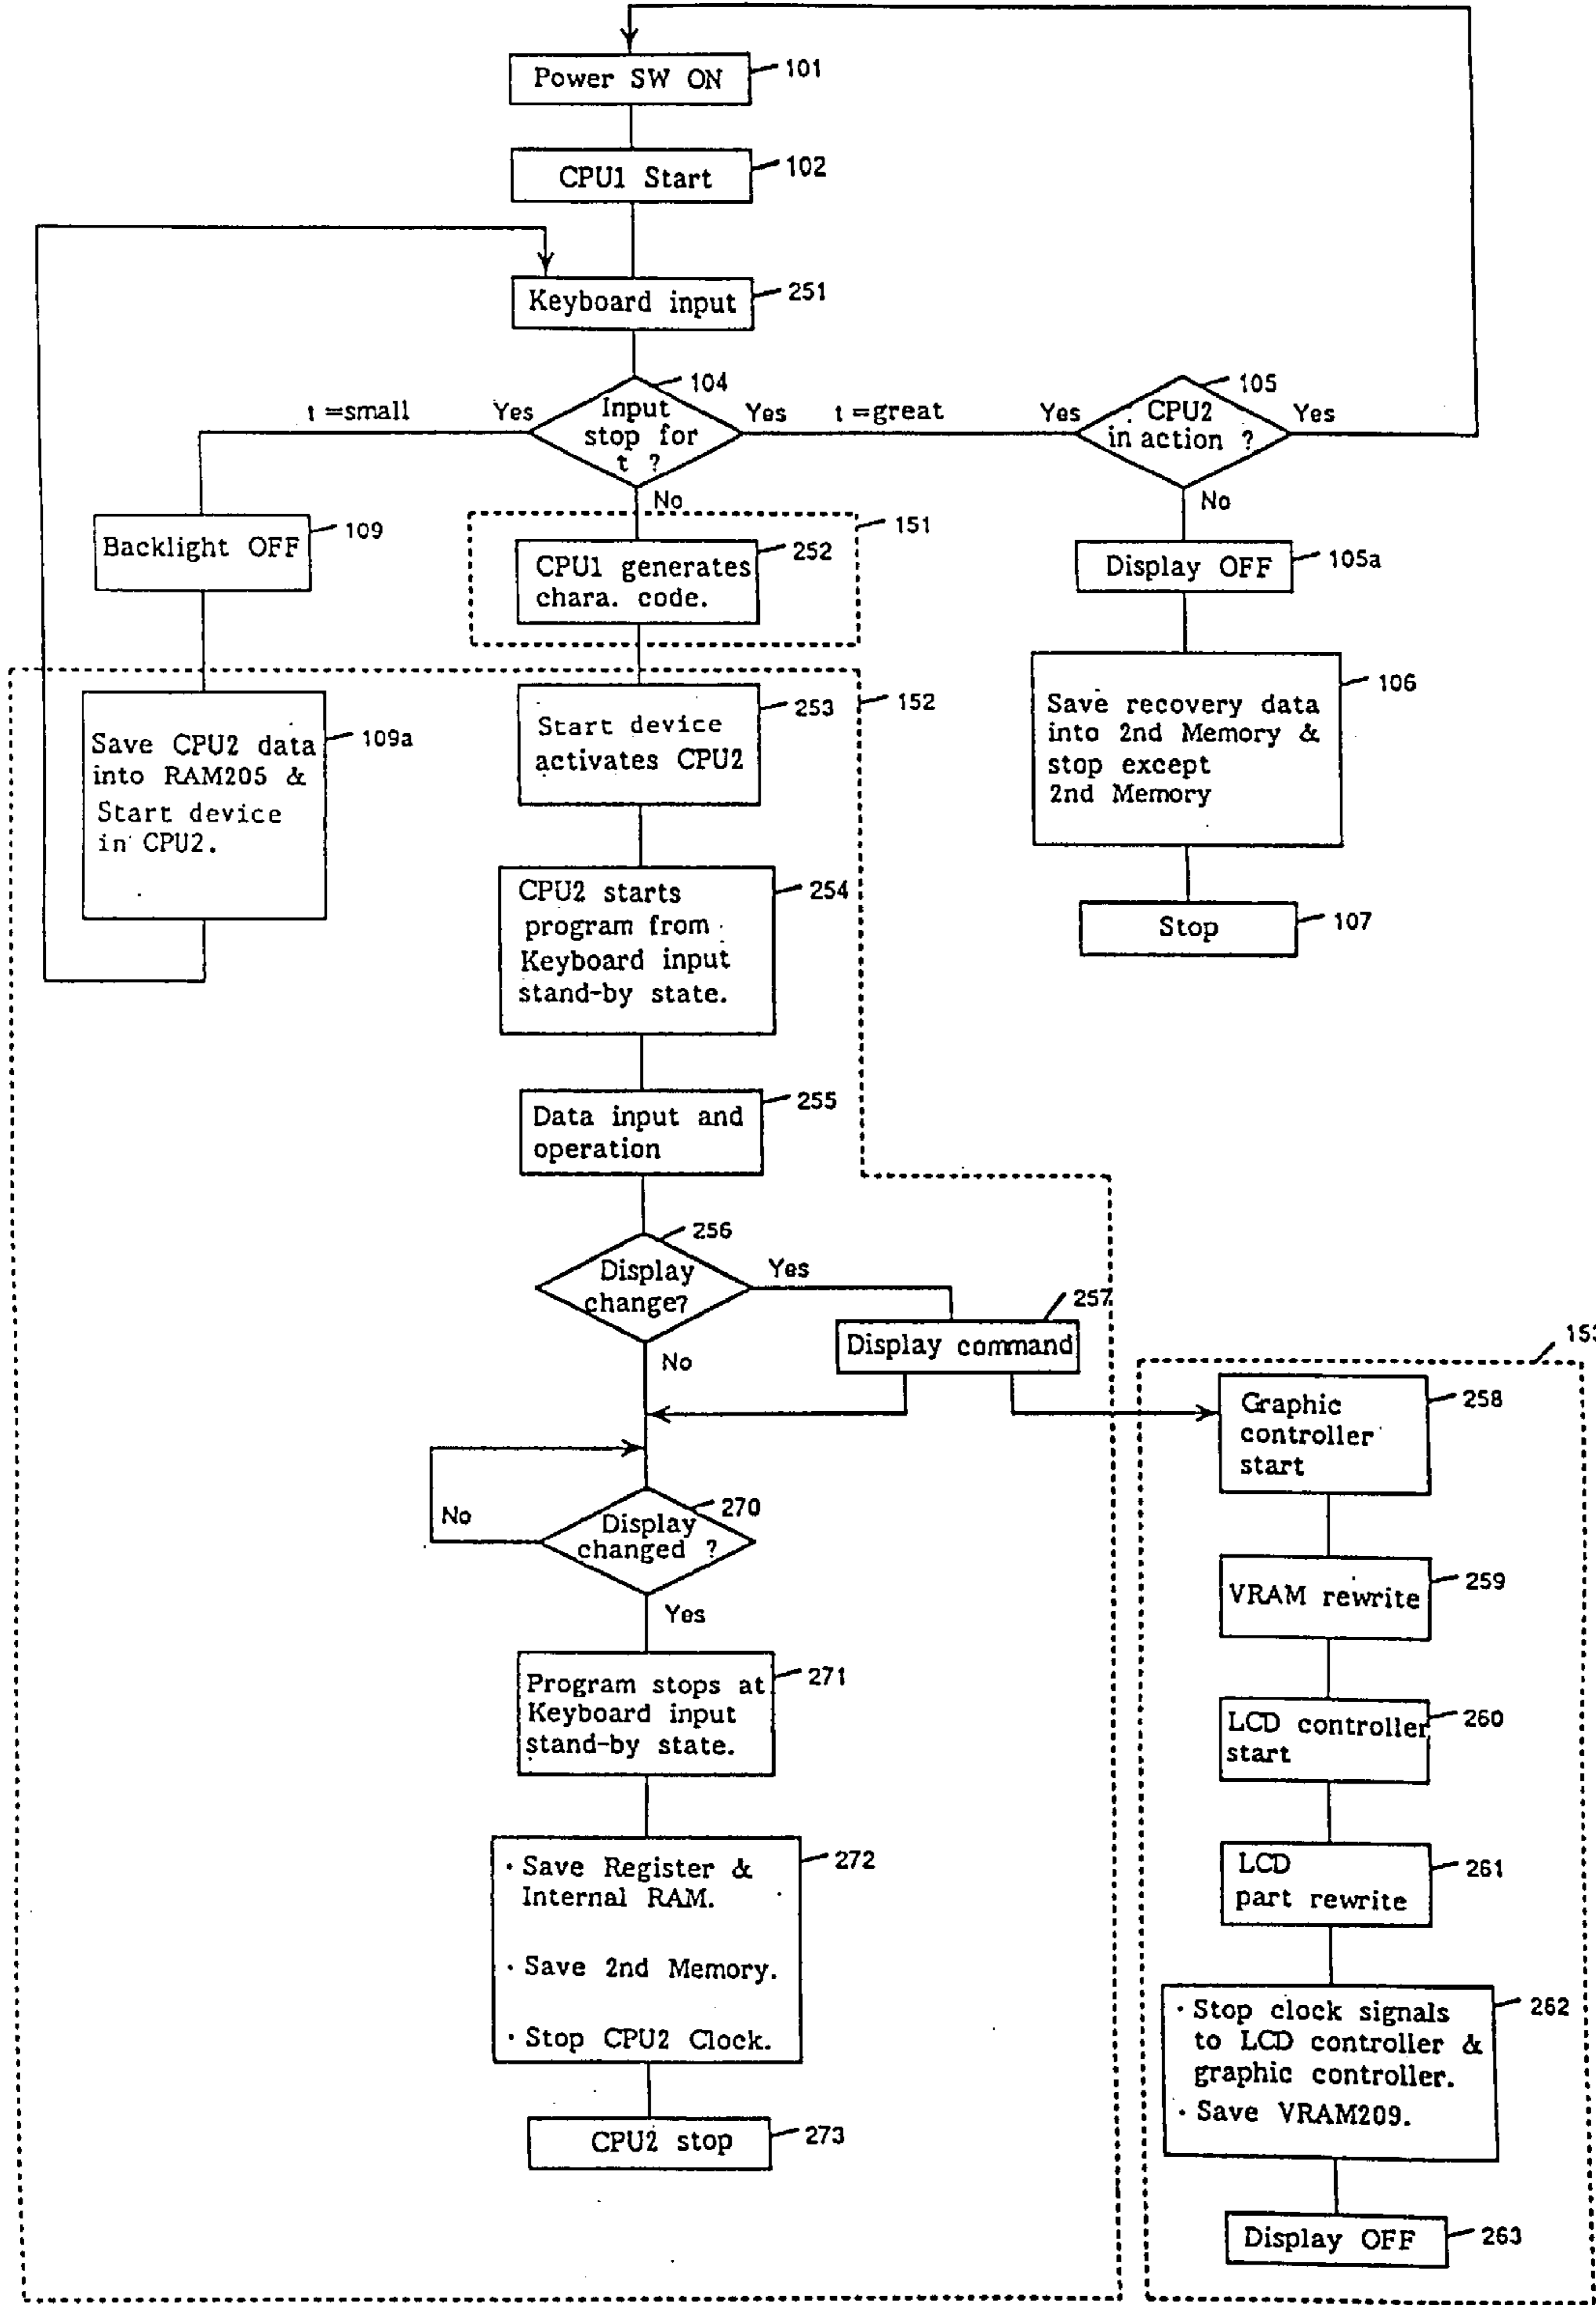 Power SW ON
101
CPU1 Start
102
Keyboard input
251
104
Input
stop for
t ?
t =small
Yes
Yes
t =great
Yes
105
CPU2
in action ?
Yes
No
No
Backlight OFF
109
151
252
CPU1 generates
chara. code.
Display OFF
105a
Save CPU2 data
into RAM205 &
Start device
in CPU2.
109a
Start device
activates CPU2
253
152
Save recovery data
into 2nd Memory &
stop except
2nd Memory
106
CPU2 starts
program from
Keyboard input
stand-by state.
254
Stop
107
Data input and
operation
255
256
Display
change?
Yes
No
257
Display command
153
Graphic
controller
start
258
No
270
Display
changed ?
Yes
VRAM rewrite
259
Program stops at
Keyboard input
stand-by state.
271
LCD controller
start
260
LCD
part rewrite
261
· Save Register &
Internal RAM.
· Save 2nd Memory.
· Stop CPU2 Clock.
272
· Stop clock signals
to LCD controller &
graphic controller.
· Save VRAM209.
262
CPU2 stop
273
Display OFF
263